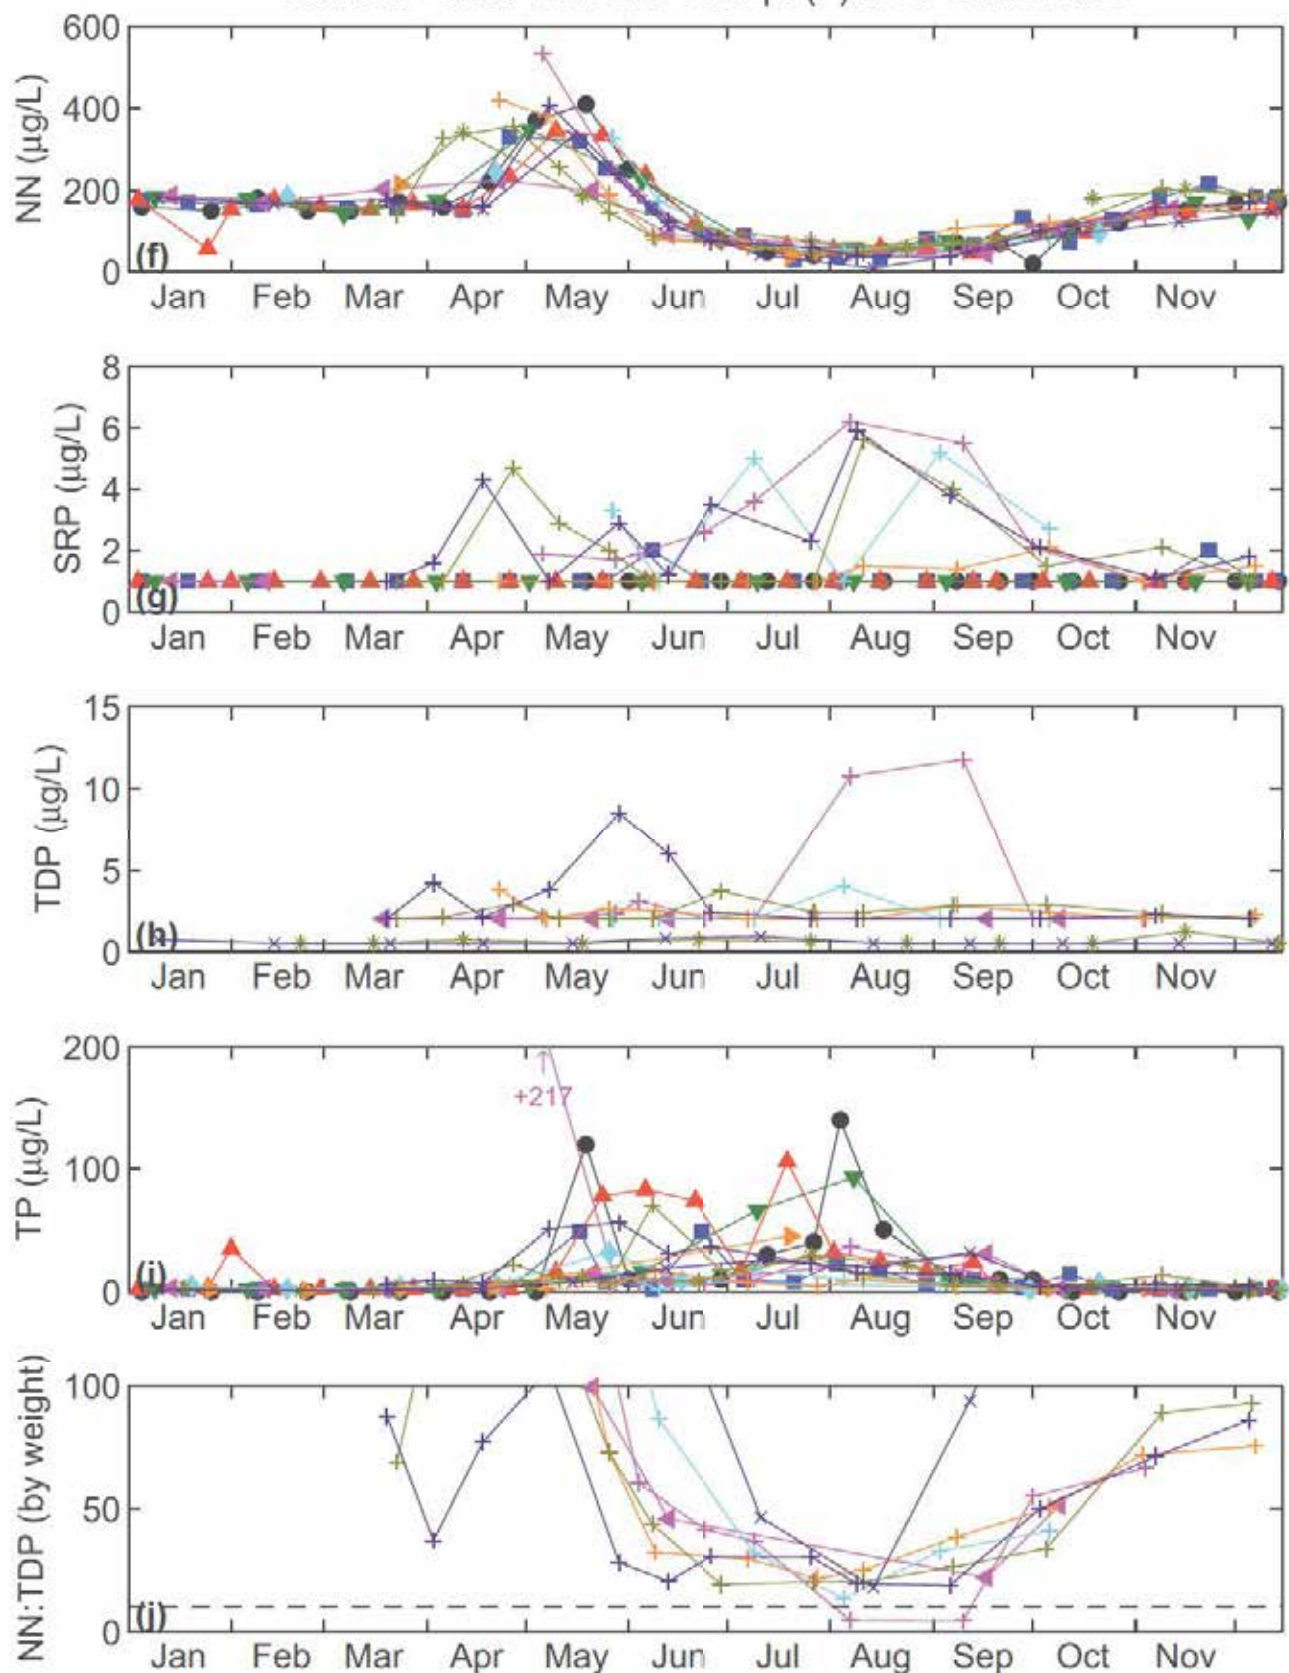 600
400
200
0
NN (µg/L)
(f)
Jan Feb Mar Apr May Jun Jul Aug Sep Oct Nov
8
6
4
2
0
SRP (µg/L)
(g)
Jan Feb Mar Apr May Jun Jul Aug Sep Oct Nov
15
10
5
0
TDP (µg/L)
(h)
Jan Feb Mar Apr May Jun Jul Aug Sep Oct Nov
200
100
0
TP (µg/L)
+217
(i)
Jan Feb Mar Apr May Jun Jul Aug Sep Oct Nov
100
50
0
NN:TDP (by weight)
(j)
Jan Feb Mar Apr May Jun Jul Aug Sep Oct Nov